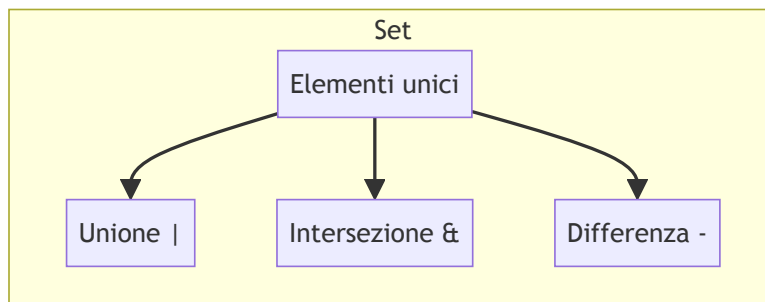 Set
Elementi unici
Unione |
Intersezione &
Differenza -